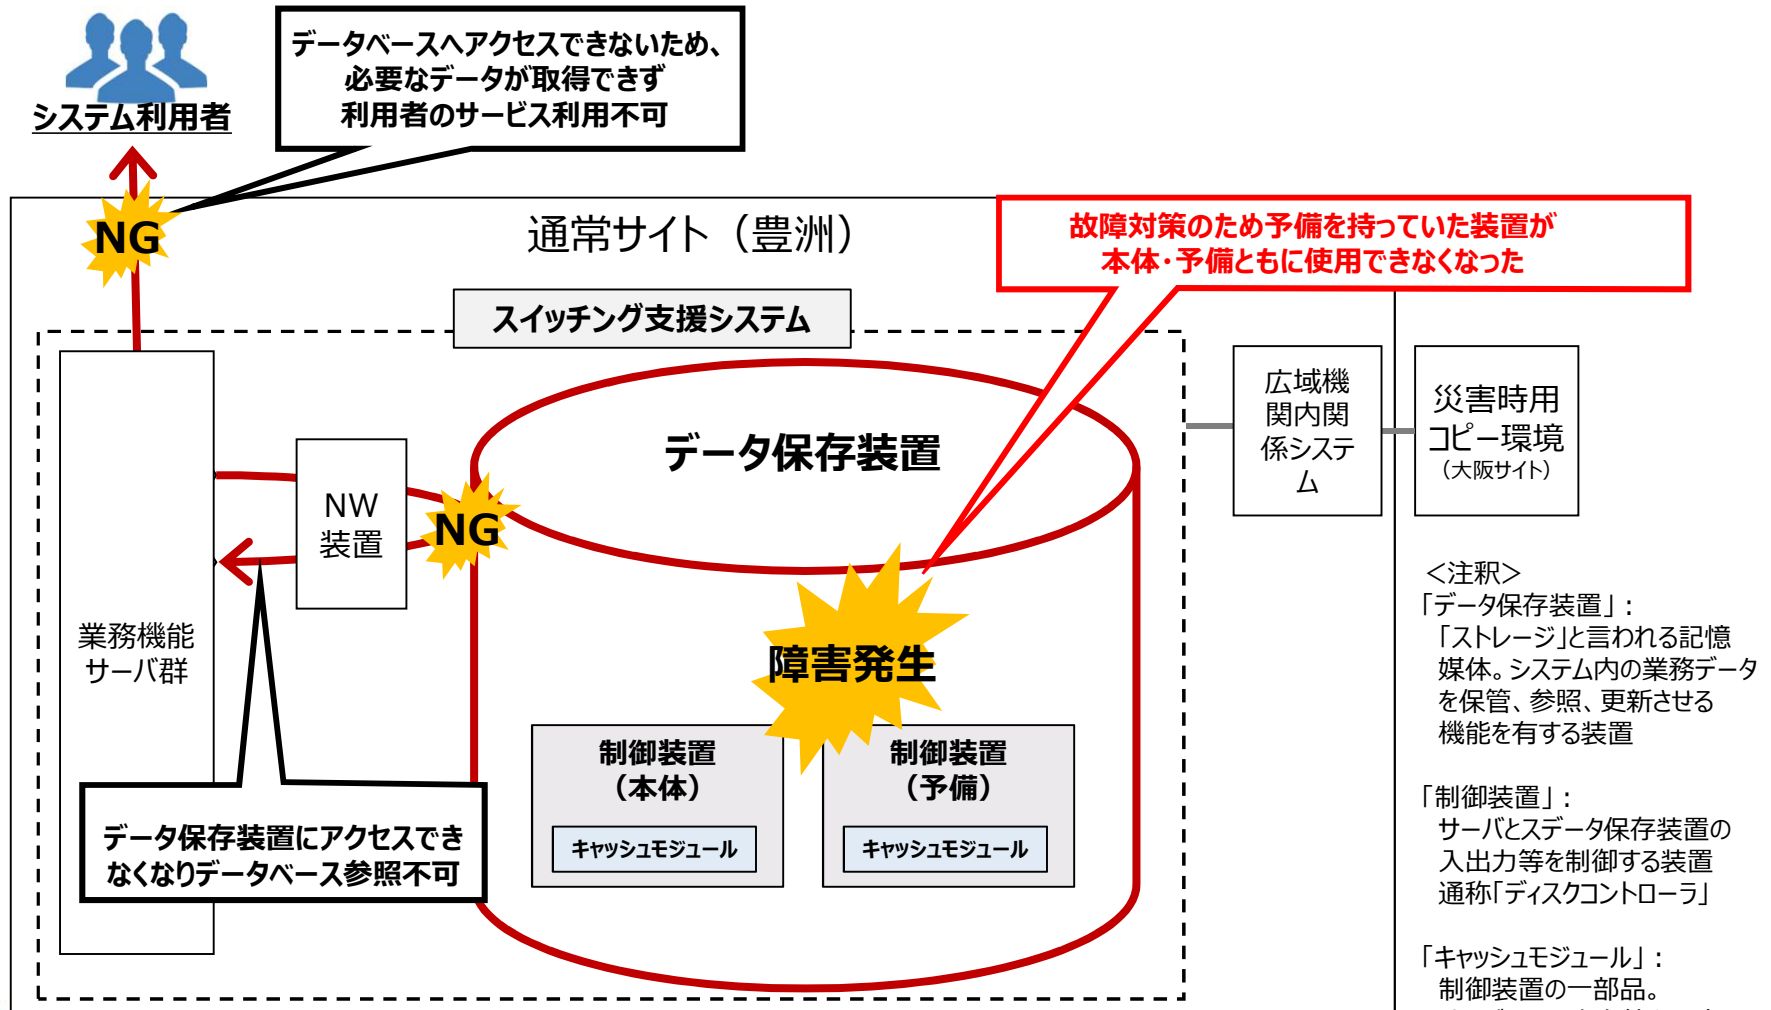 システム利用者
データベースへアクセスできないため、
必要なデータが取得できず
利用者のサービス利用不可
NG
通常サイト（豊洲）
故障対策のため予備を持っていた装置が
本体・予備ともに使用できなくなった
スイッチング支援システム
データ保存装置
NW
装置
NG
業務機能
サーバ群
障害発生
制御装置
（本体）
キャッシュモジュール
制御装置
（予備）
キャッシュモジュール
データ保存装置にアクセスでき
なくなりデータベース参照不可
広域機
関内関
係システ
ム
災害時用
コピー環境
（大阪サイト）
＜注釈＞
「データ保存装置」：
「ストレージ」と言われる記憶
媒体。システム内の業務データ
を保管、参照、更新させる
機能を有する装置
「制御装置」：
サーバとスデータ保存装置の
入出力等を制御する装置
通称「ディスクコントローラ」
「キャッシュモジュール」：
制御装置の一部品。